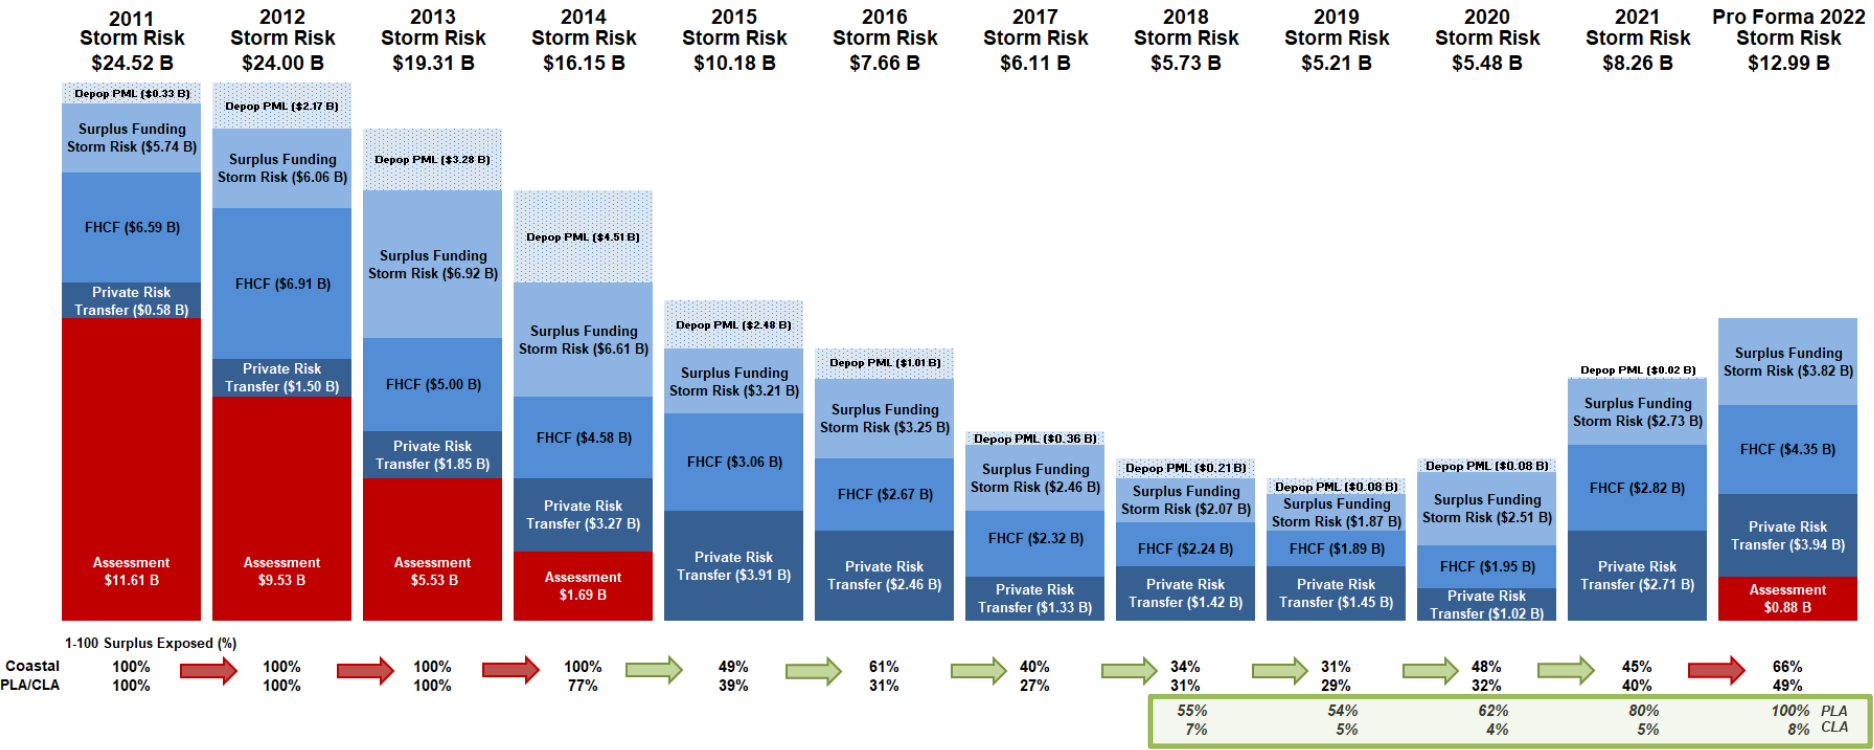 2011
Storm Risk
$24.52 B
2012
Storm Risk
$24.00 B
2013
Storm Risk
$19.31 B
2014
Storm Risk
$16.15 B
2015
Storm Risk
$10.18 B
2016
Storm Risk
$7.66 B
2017
Storm Risk
$6.11 B
2018
Storm Risk
$5.73 B
2019
Storm Risk
$5.21 B
2020
Storm Risk
$5.48 B
2021
Storm Risk
$8.26 B
Pro Forma 2022
Storm Risk
$12.99 B
Depop PML ($0.33 B)
Surplus Funding
Storm Risk ($5.74 B)
FHCF ($6.59 B)
Private Risk
Transfer ($0.58 B)
Assessment
$11.61 B
Depop PML ($2.17 B)
Surplus Funding
Storm Risk ($6.06 B)
FHCF ($6.91 B)
Private Risk
Transfer ($1.50 B)
Assessment
$9.53 B
Depop PML ($3.28 B)
Surplus Funding
Storm Risk ($6.92 B)
FHCF ($5.00 B)
Private Risk
Transfer ($1.85 B)
Assessment
$5.53 B
Depop PML ($4.51 B)
Surplus Funding
Storm Risk ($6.61 B)
FHCF ($4.58 B)
Private Risk
Transfer ($3.27 B)
Assessment
$1.69 B
Depop PML ($2.48 B)
Surplus Funding
Storm Risk ($3.21 B)
FHCF ($3.06 B)
Private Risk
Transfer ($3.91 B)
Depop PML ($1.01 B)
Surplus Funding
Storm Risk ($3.25 B)
FHCF ($2.67 B)
Private Risk
Transfer ($2.46 B)
Depop PML ($0.36 B)
Surplus Funding
Storm Risk ($2.46 B)
FHCF ($2.32 B)
Private Risk
Transfer ($1.33 B)
Depop PML ($0.21 B)
Surplus Funding
Storm Risk ($2.07 B)
FHCF ($2.24 B)
Private Risk
Transfer ($1.42 B)
Depop PML ($0.08 B)
Surplus Funding
Storm Risk ($1.87 B)
FHCF ($1.89 B)
Private Risk
Transfer ($1.45 B)
Depop PML ($0.08 B)
Surplus Funding
Storm Risk ($2.51 B)
FHCF ($1.95 B)
Private Risk
Transfer ($1.02 B)
Depop PML ($0.02 B)
Surplus Funding
Storm Risk ($2.73 B)
FHCF ($2.82 B)
Private Risk
Transfer ($2.71 B)
Surplus Funding
Storm Risk ($3.82 B)
FHCF ($4.35 B)
Private Risk
Transfer ($3.94 B)
Assessment
$0.88 B
1-100 Surplus Exposed (%)
Coastal 100% 100% 100% 100% 49% 61% 40% 34% 31% 48% 45% 66%
PLA/CLA 100% 100% 100% 77% 39% 31% 27% 31% 29% 32% 40% 49%
55% 54% 62% 80% 100% PLA
7% 5% 4% 5% 8% CLA